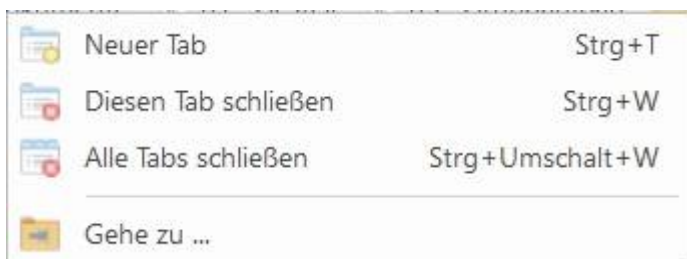 Neuer Tab Strg+T
Diesen Tab schließen Strg+W
Alle Tabs schließen Strg+Umschalt+W
Gehe zu ...